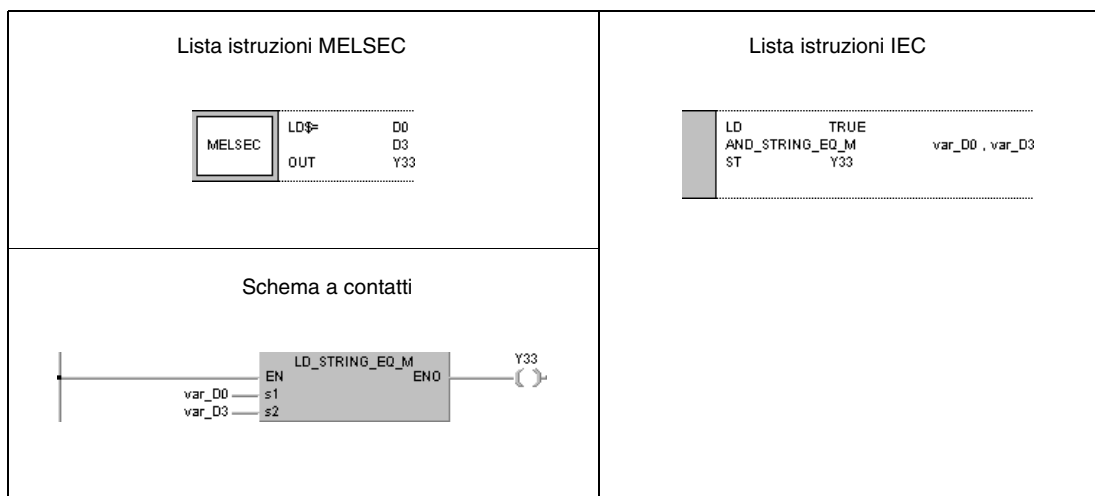 Lista istruzioni MELSEC
MELSEC
LD$= D0
D3
OUT Y33
Lista istruzioni IEC
LD TRUE
AND_STRING_EQ_M var_D0 , var_D3
ST Y33
Schema a contatti
LD_STRING_EQ_M
Y33
EN ENO
var_D0 s1
var_D3 s2